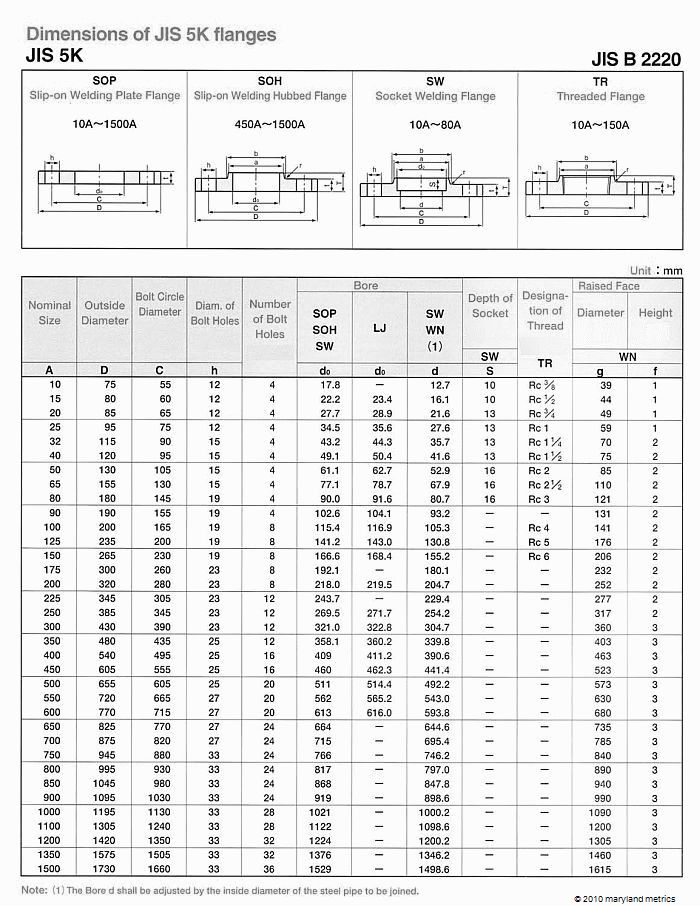 Dimensions of JIS 5K flanges
JIS 5K JIS B 2220
SOP SOH SW TR
Slip-on Welding Plate Flange Slip-on Welding Hubbed Flange Socket Welding Flange Threaded Flange
10A～1500A 450A～1500A 10A～80A 10A～150A
h t d₀ C D
h b a r t T d₀ C D
h b a r S t T d C D
h b a r t T C D
Unit : mm
Nominal Size Outside Diameter Bolt Circle Diameter Diam. of Bolt Holes Number of Bolt Holes Bore Depth of Socket Designa-tion of Thread Raised Face
SOP SOH SW LJ SW WN (1) Diameter Height
SW TR WN
A D C h d₀ d₀ d S g f
10 75 55 12 4 17.8 — 12.7 10 Rc ⅜ 39 1
15 80 60 12 4 22.2 23.4 16.1 10 Rc ½ 44 1
20 85 65 12 4 27.7 28.9 21.6 13 Rc ¾ 49 1
25 95 75 12 4 34.5 35.6 27.6 13 Rc 1 59 1
32 115 90 15 4 43.2 44.3 35.7 13 Rc 1¼ 70 2
40 120 95 15 4 49.1 50.4 41.6 13 Rc 1½ 75 2
50 130 105 15 4 61.1 62.7 52.9 16 Rc 2 85 2
65 155 130 15 4 77.1 78.7 67.9 16 Rc 2½ 110 2
80 180 145 19 4 90.0 91.6 80.7 16 Rc 3 121 2
90 190 155 19 4 102.6 104.1 93.2 — — 131 2
100 200 165 19 8 115.4 116.9 105.3 — Rc 4 141 2
125 235 200 19 8 141.2 143.0 130.8 — Rc 5 176 2
150 265 230 19 8 166.6 168.4 155.2 — Rc 6 206 2
175 300 260 23 8 192.1 — 180.1 — — 232 2
200 320 280 23 8 218.0 219.5 204.7 — — 252 2
225 345 305 23 12 243.7 — 229.4 — — 277 2
250 385 345 23 12 269.5 271.7 254.2 — — 317 2
300 430 390 23 12 321.0 322.8 304.7 — — 360 3
350 480 435 25 12 358.1 360.2 339.8 — — 403 3
400 540 495 25 16 409 411.2 390.6 — — 463 3
450 605 555 25 16 460 462.3 441.4 — — 523 3
500 655 605 25 20 511 514.4 492.2 — — 573 3
550 720 665 27 20 562 565.2 543.0 — — 630 3
600 770 715 27 20 613 616.0 593.8 — — 680 3
650 825 770 27 24 664 — 644.6 — — 735 3
700 875 820 27 24 715 — 695.4 — — 785 3
750 945 880 33 24 766 — 746.2 — — 840 3
800 995 930 33 24 817 — 797.0 — — 890 3
850 1045 980 33 24 868 — 847.8 — — 940 3
900 1095 1030 33 24 919 — 898.6 — — 990 3
1000 1195 1130 33 28 1021 — 1000.2 — — 1090 3
1100 1305 1240 33 28 1122 — 1098.6 — — 1200 3
1200 1420 1350 33 32 1224 — 1200.2 — — 1305 3
1350 1575 1505 33 32 1376 — 1346.2 — — 1460 3
1500 1730 1660 33 36 1529 — 1498.6 — — 1615 3
Note: (1) The Bore d shall be adjusted by the inside diameter of the steel pipe to be joined.
© 2010 maryland metrics